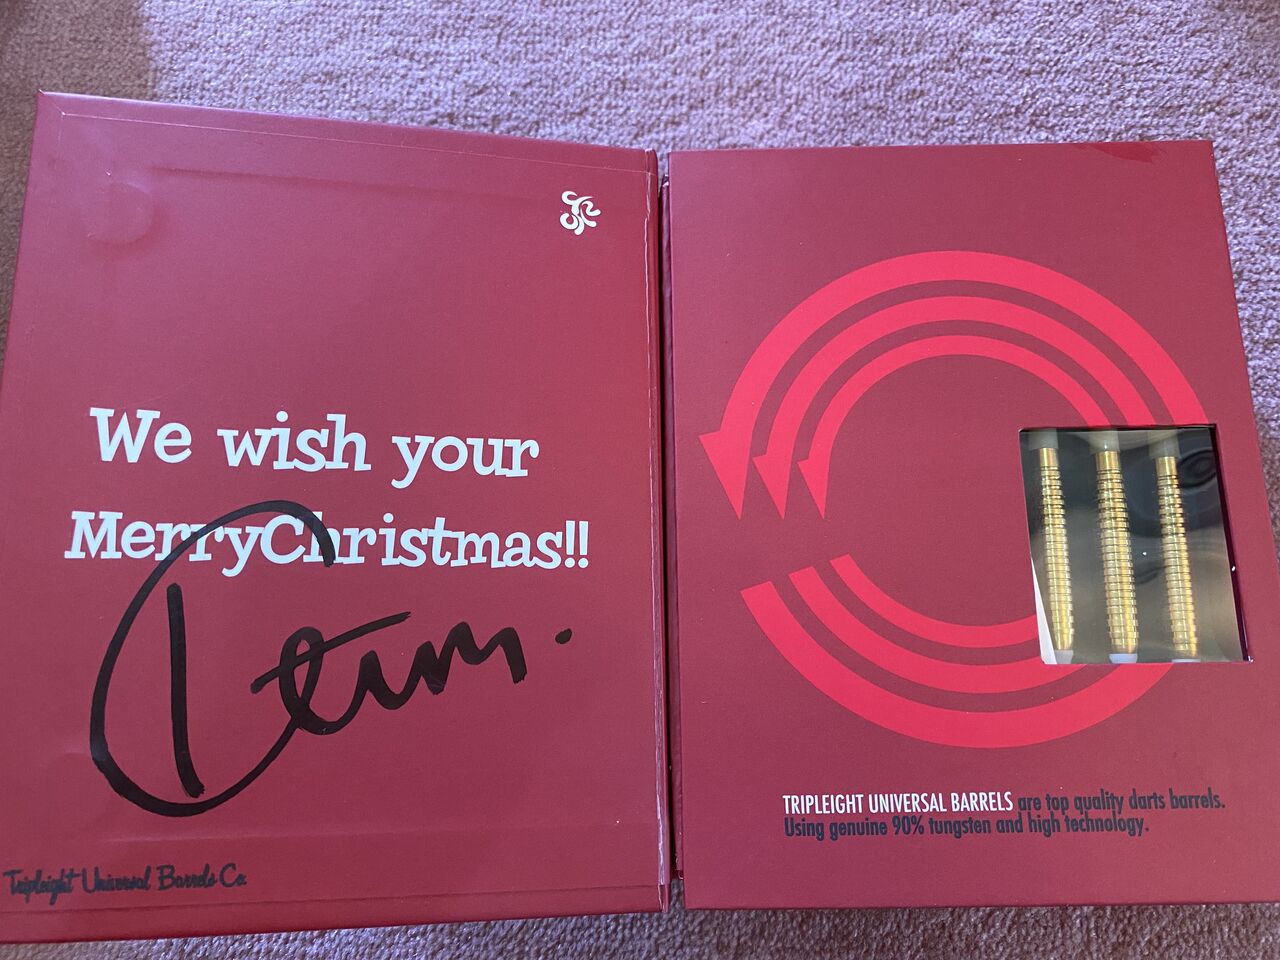 We wish your
MerryChristmas!!
Tripleight Universal Barrels Co.
TRIPLEIGHT UNIVERSAL BARRELS are top quality darts barrels.
Using genuine 90% tungsten and high technology.